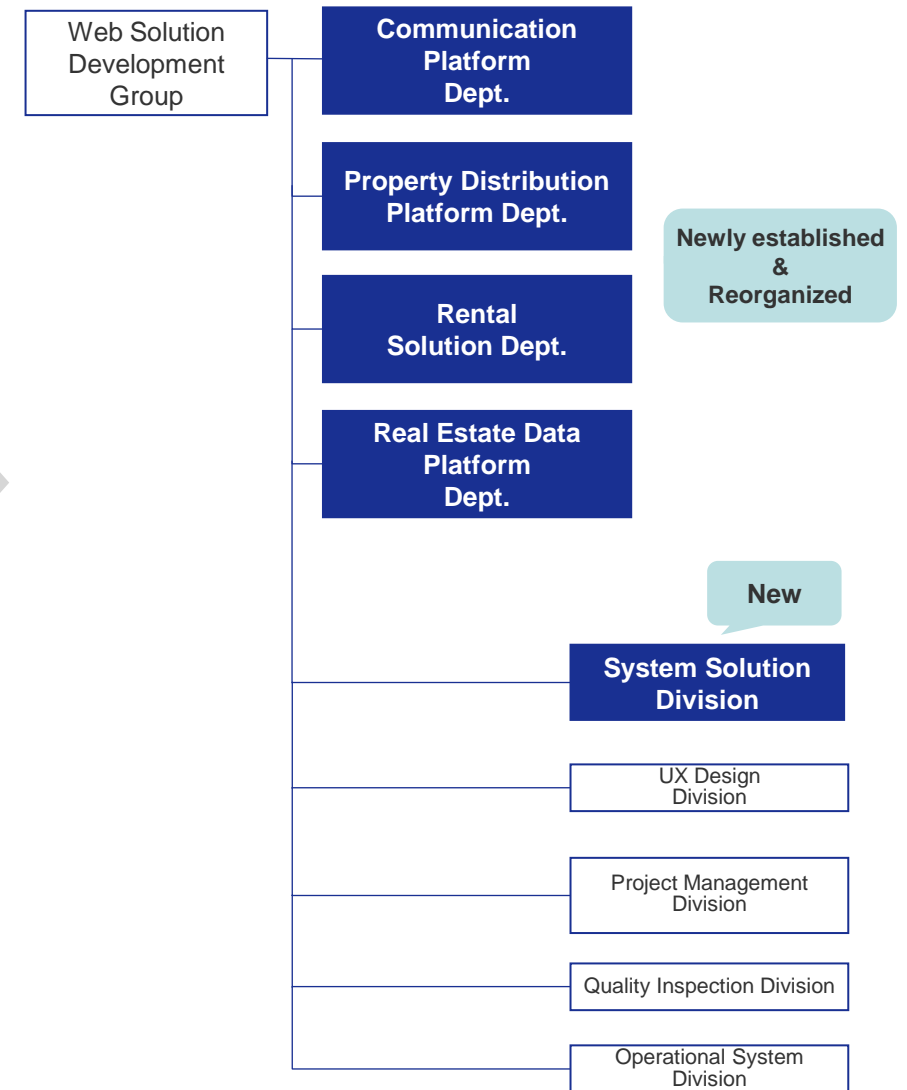 Web Solution
Development
Group
Communication
Platform
Dept.
Property Distribution
Platform Dept.
Newly established
&
Reorganized
Rental
Solution Dept.
Real Estate Data
Platform
Dept.
New
System Solution
Division
UX Design
Division
Project Management
Division
Quality Inspection Division
Operational System
Division